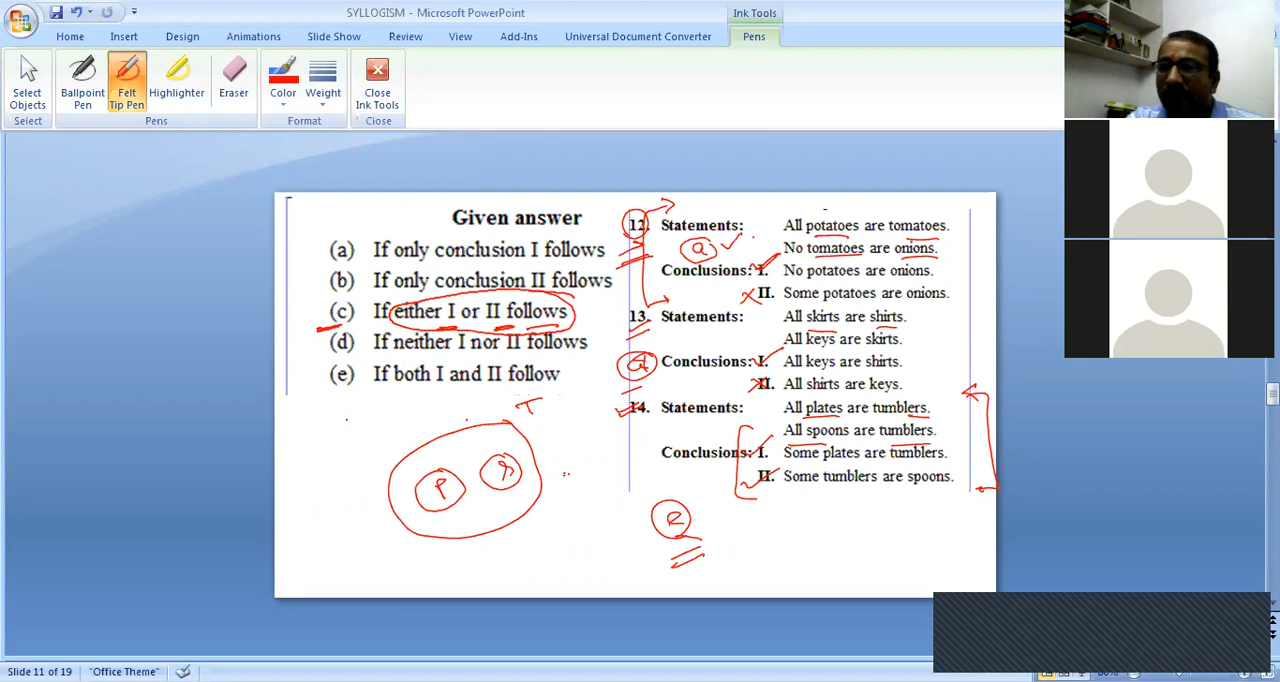 SYLLOGISM - Microsoft PowerPoint
Ink Tools
Home Insert Design Animations Slide Show Review View Add-Ins Universal Document Converter Pens
Select Objects
Ballpoint Pen
Felt Tip Pen
Highlighter
Eraser
Color
Weight
Close Ink Tools
Select Pens Format Close
Given answer
(a) If only conclusion I follows
(b) If only conclusion II follows
(c) If either I or II follows
(d) If neither I nor II follows
(e) If both I and II follow
T
P
12. Statements: All potatoes are tomatoes.
a No tomatoes are onions.
Conclusions: I. No potatoes are onions.
II. Some potatoes are onions.
13. Statements: All skirts are shirts.
All keys are skirts.
Conclusions: I. All keys are shirts.
II. All shirts are keys.
14. Statements: All plates are tumblers.
All spoons are tumblers.
Conclusions: I. Some plates are tumblers.
II. Some tumblers are spoons.
e
Slide 11 of 19 "Office Theme"